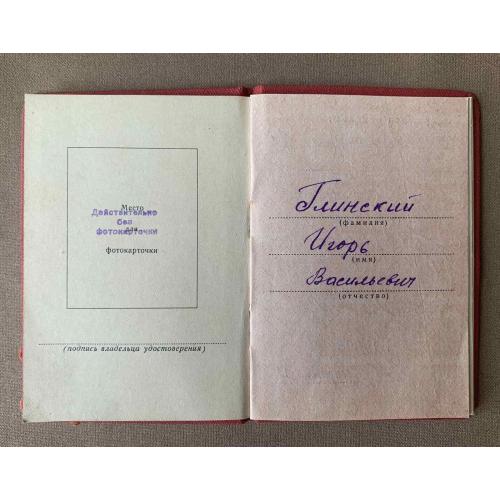 Место
Действительно
без
для
фотокарточки
фотокарточки
(подпись владельца удостоверения)
Глинский
(фамилия)
Игорь
(имя)
Васильевич
(отчество)